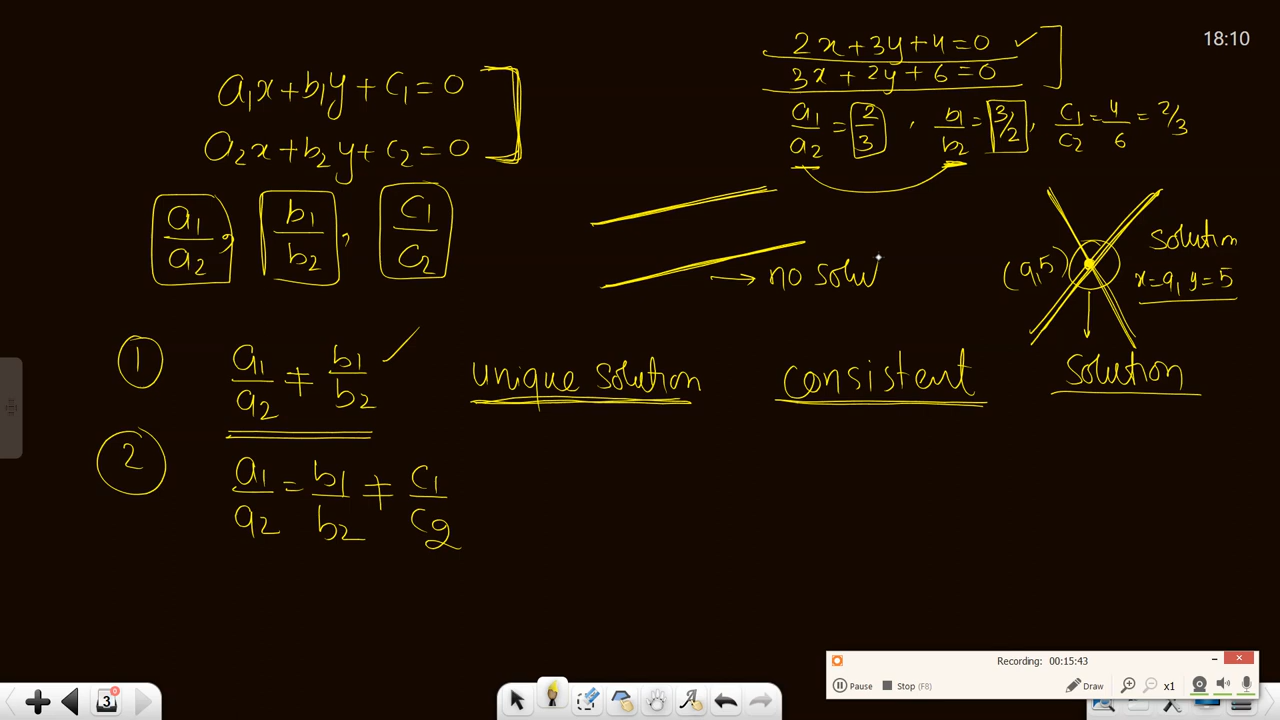 18:10
a₁x+b₁y+c₁=0
a₂x+b₂y+c₂=0
a₁/a₂, b₁/b₂, c₁/c₂
2x+3y+4=0 ✓
3x+2y+6=0
a₁/a₂=2/3, b₁/b₂=3/2, c₁/c₂=4/6=2/3
→ no solu
(9,5)
solution
x=9, y=5
① a₁/a₂≠b₁/b₂ ✓ unique solution consistent solution
② a₁/a₂=b₁/b₂≠c₁/c₂
3
0
Recording: 00:15:43
Pause Stop (F8) Draw x1